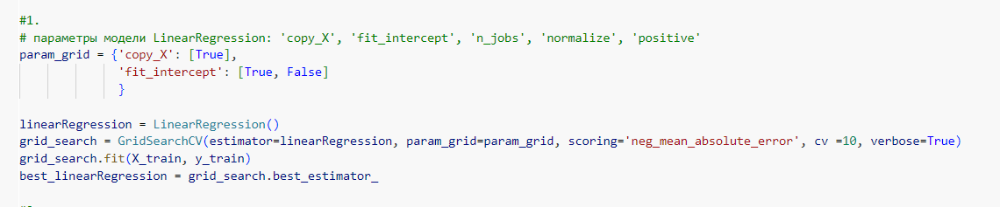 #1.
# параметры модели LinearRegression: 'copy_X', 'fit_intercept', 'n_jobs', 'normalize', 'positive'
param_grid = {'copy_X': [True],
'fit_intercept': [True, False]
}
linearRegression = LinearRegression()
grid_search = GridSearchCV(estimator=linearRegression, param_grid=param_grid, scoring='neg_mean_absolute_error', cv =10, verbose=True)
grid_search.fit(X_train, y_train)
best_linearRegression = grid_search.best_estimator_